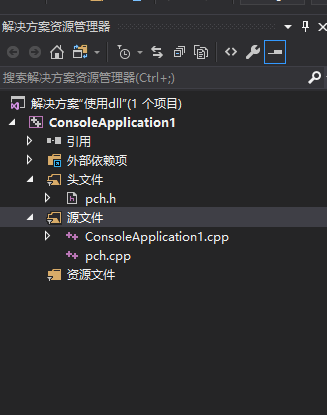 解决方案资源管理器
搜索解决方案资源管理器(Ctrl+;)
解决方案"使用dll"(1 个项目)
ConsoleApplication1
引用
外部依赖项
头文件
pch.h
源文件
ConsoleApplication1.cpp
pch.cpp
资源文件